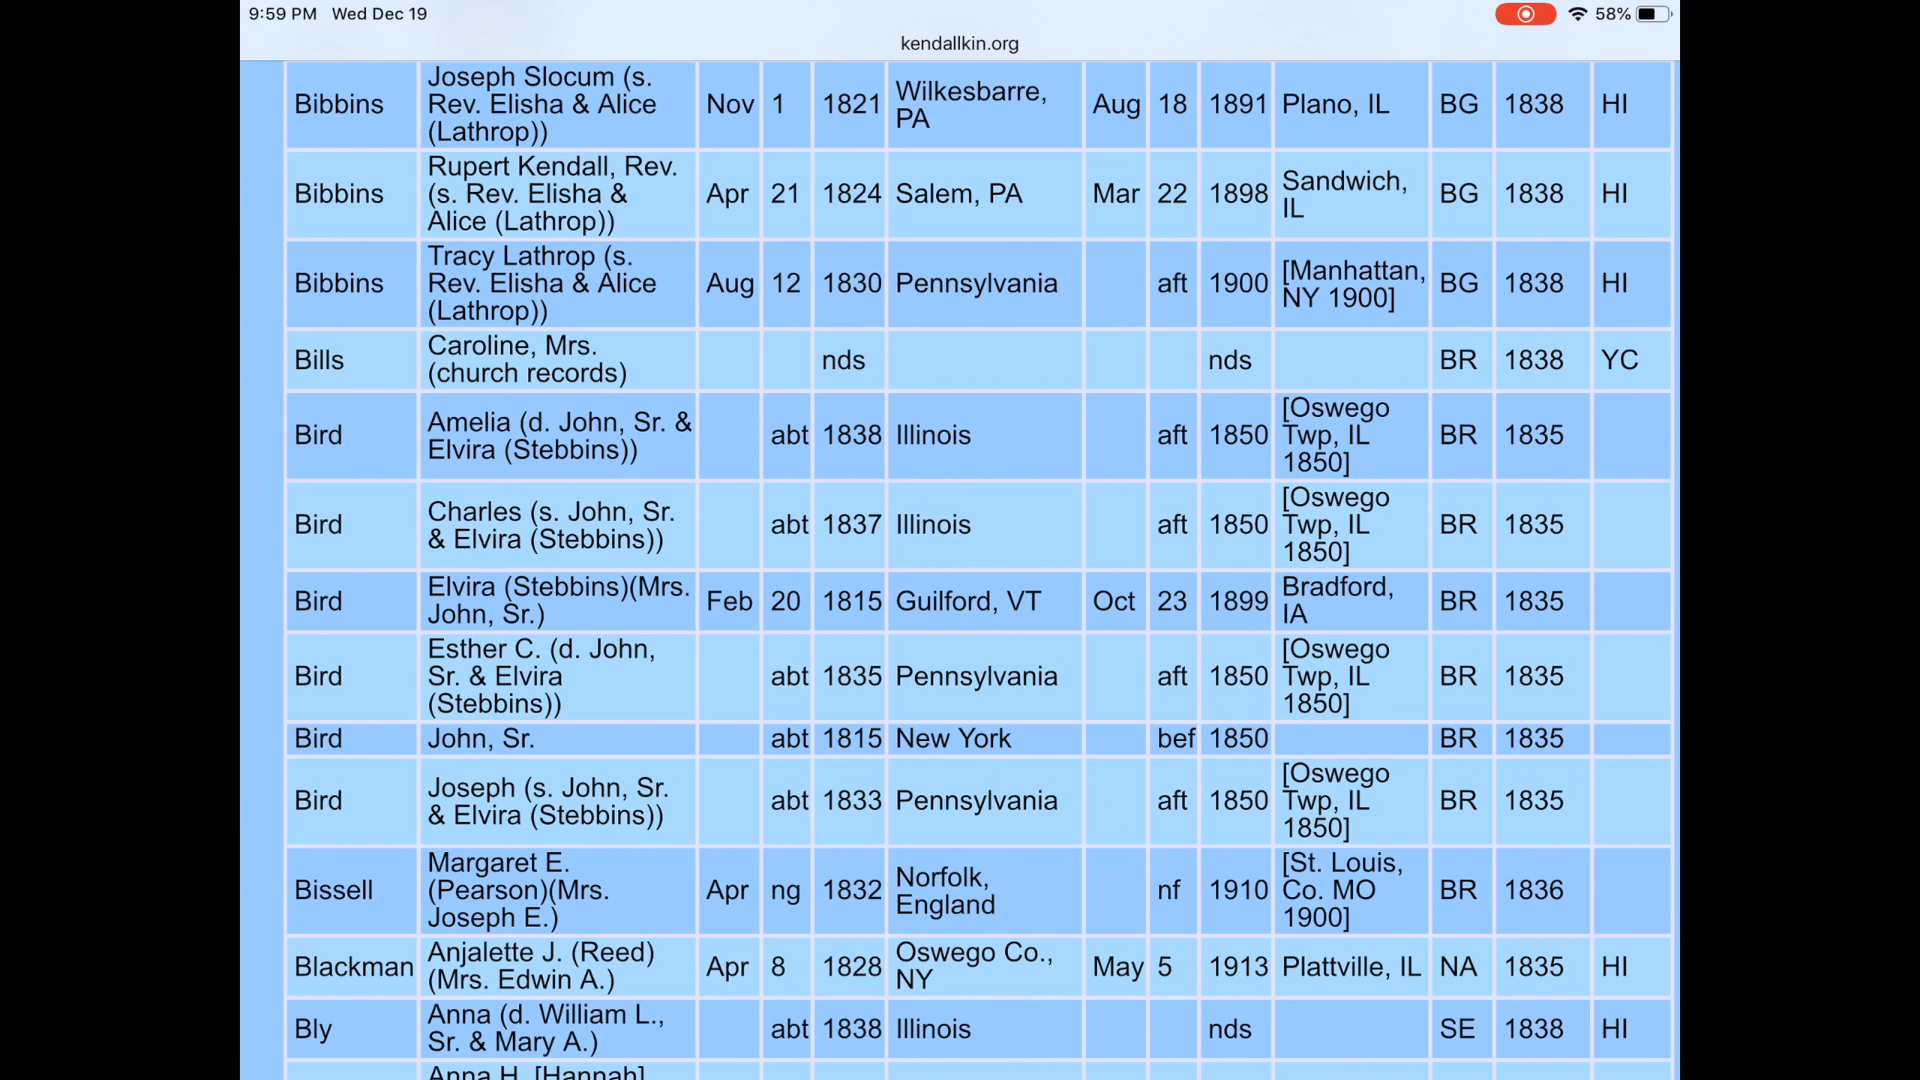 9:59 PM Wed Dec 19
58%
kendallkin.org
Bibbins Joseph Slocum (s. Rev. Elisha & Alice (Lathrop)) Nov 1 1821 Wilkesbarre, PA Aug 18 1891 Plano, IL BG 1838 HI
Bibbins Rupert Kendall, Rev. (s. Rev. Elisha & Alice (Lathrop)) Apr 21 1824 Salem, PA Mar 22 1898 Sandwich, IL BG 1838 HI
Bibbins Tracy Lathrop (s. Rev. Elisha & Alice (Lathrop)) Aug 12 1830 Pennsylvania aft 1900 [Manhattan, NY 1900] BG 1838 HI
Bills Caroline, Mrs. (church records) nds nds BR 1838 YC
Bird Amelia (d. John, Sr. & Elvira (Stebbins)) abt 1838 Illinois aft 1850 [Oswego Twp, IL 1850] BR 1835
Bird Charles (s. John, Sr. & Elvira (Stebbins)) abt 1837 Illinois aft 1850 [Oswego Twp, IL 1850] BR 1835
Bird Elvira (Stebbins)(Mrs. John, Sr.) Feb 20 1815 Guilford, VT Oct 23 1899 Bradford, IA BR 1835
Bird Esther C. (d. John, Sr. & Elvira (Stebbins)) abt 1835 Pennsylvania aft 1850 [Oswego Twp, IL 1850] BR 1835
Bird John, Sr. abt 1815 New York bef 1850 BR 1835
Bird Joseph (s. John, Sr. & Elvira (Stebbins)) abt 1833 Pennsylvania aft 1850 [Oswego Twp, IL 1850] BR 1835
Bissell Margaret E. (Pearson)(Mrs. Joseph E.) Apr ng 1832 Norfolk, England nf 1910 [St. Louis, Co. MO 1900] BR 1836
Blackman Anjalette J. (Reed) (Mrs. Edwin A.) Apr 8 1828 Oswego Co., NY May 5 1913 Plattville, IL NA 1835 HI
Bly Anna (d. William L., Sr. & Mary A.) abt 1838 Illinois nds SE 1838 HI
Anna H. [Hannah]